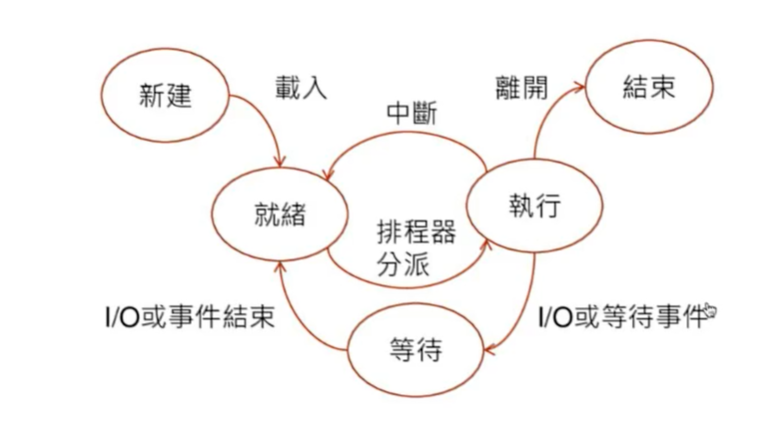 新建
載入
中斷
離開
結束
就緒
排程器
分派
執行
I/O或事件結束
等待
I/O或等待事件